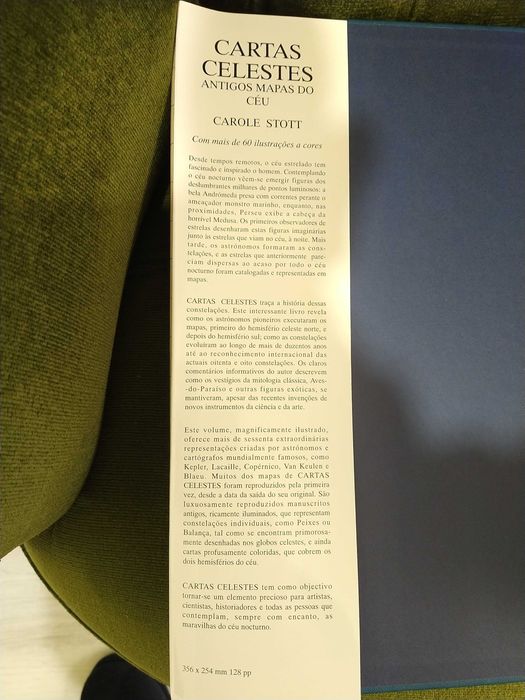 CARTAS
CELESTES
ANTIGOS MAPAS DO
CÉU
CAROLE STOTT
Com mais de 60 ilustrações a cores
Desde tempos remotos, o céu estrelado tem
fascinado e inspirado o homem. Contemplando
o céu nocturno vêem-se emergir figuras dos
deslumbrantes milhares de pontos luminosos: a
bela Andrómeda presa com correntes perante o
ameaçador monstro marinho, enquanto, nas
proximidades, Perseu exibe a cabeça da
horrível Medusa. Os primeiros observadores de
estrelas desenharam estas figuras imaginárias
junto às estrelas que viam no céu, à noite. Mais
tarde, os astrónomos formaram as cons-
telações, e as estrelas que anteriormente pare-
ciam dispersas ao acaso por todo o céu
nocturno foram catalogadas e representadas em
mapas.
CARTAS CELESTES traça a história dessas
constelações. Este interessante livro revela
como os astrónomos pioneiros executaram os
mapas, primeiro do hemisfério celeste norte, e
depois do hemisfério sul; como as constelações
evoluíram ao longo de mais de duzentos anos
até ao reconhecimento internacional das
actuais oitenta e oito constelações. Os claros
comentários informativos do autor descrevem
como os vestígios da mitologia clássica, Aves-
-do-Paraíso e outras figuras exóticas, se
mantiveram, apesar das recentes invenções de
novos instrumentos da ciência e da arte.
Este volume, magnificamente ilustrado,
oferece mais de sessenta extraordinárias
representações criadas por astrónomos e
cartógrafos mundialmente famosos, como
Kepler, Lacaille, Copérnico, Van Keulen e
Blaeu. Muitos dos mapas de CARTAS
CELESTES foram reproduzidos pela primeira
vez, desde a data da saída do seu original. São
luxuosamente reproduzidos manuscritos
antigos, ricamente iluminados, que representam
constelações individuais, como Peixes ou
Balança, tal como se encontram primorosa-
mente desenhadas nos globos celestes, e ainda
cartas profusamente coloridas, que cobrem os
dois hemisférios do céu.
CARTAS CELESTES tem como objectivo
tornar-se um elemento precioso para artistas,
cientistas, historiadores e todas as pessoas que
contemplam, sempre com encanto, as
maravilhas do céu nocturno.
356 x 254 mm 128 pp